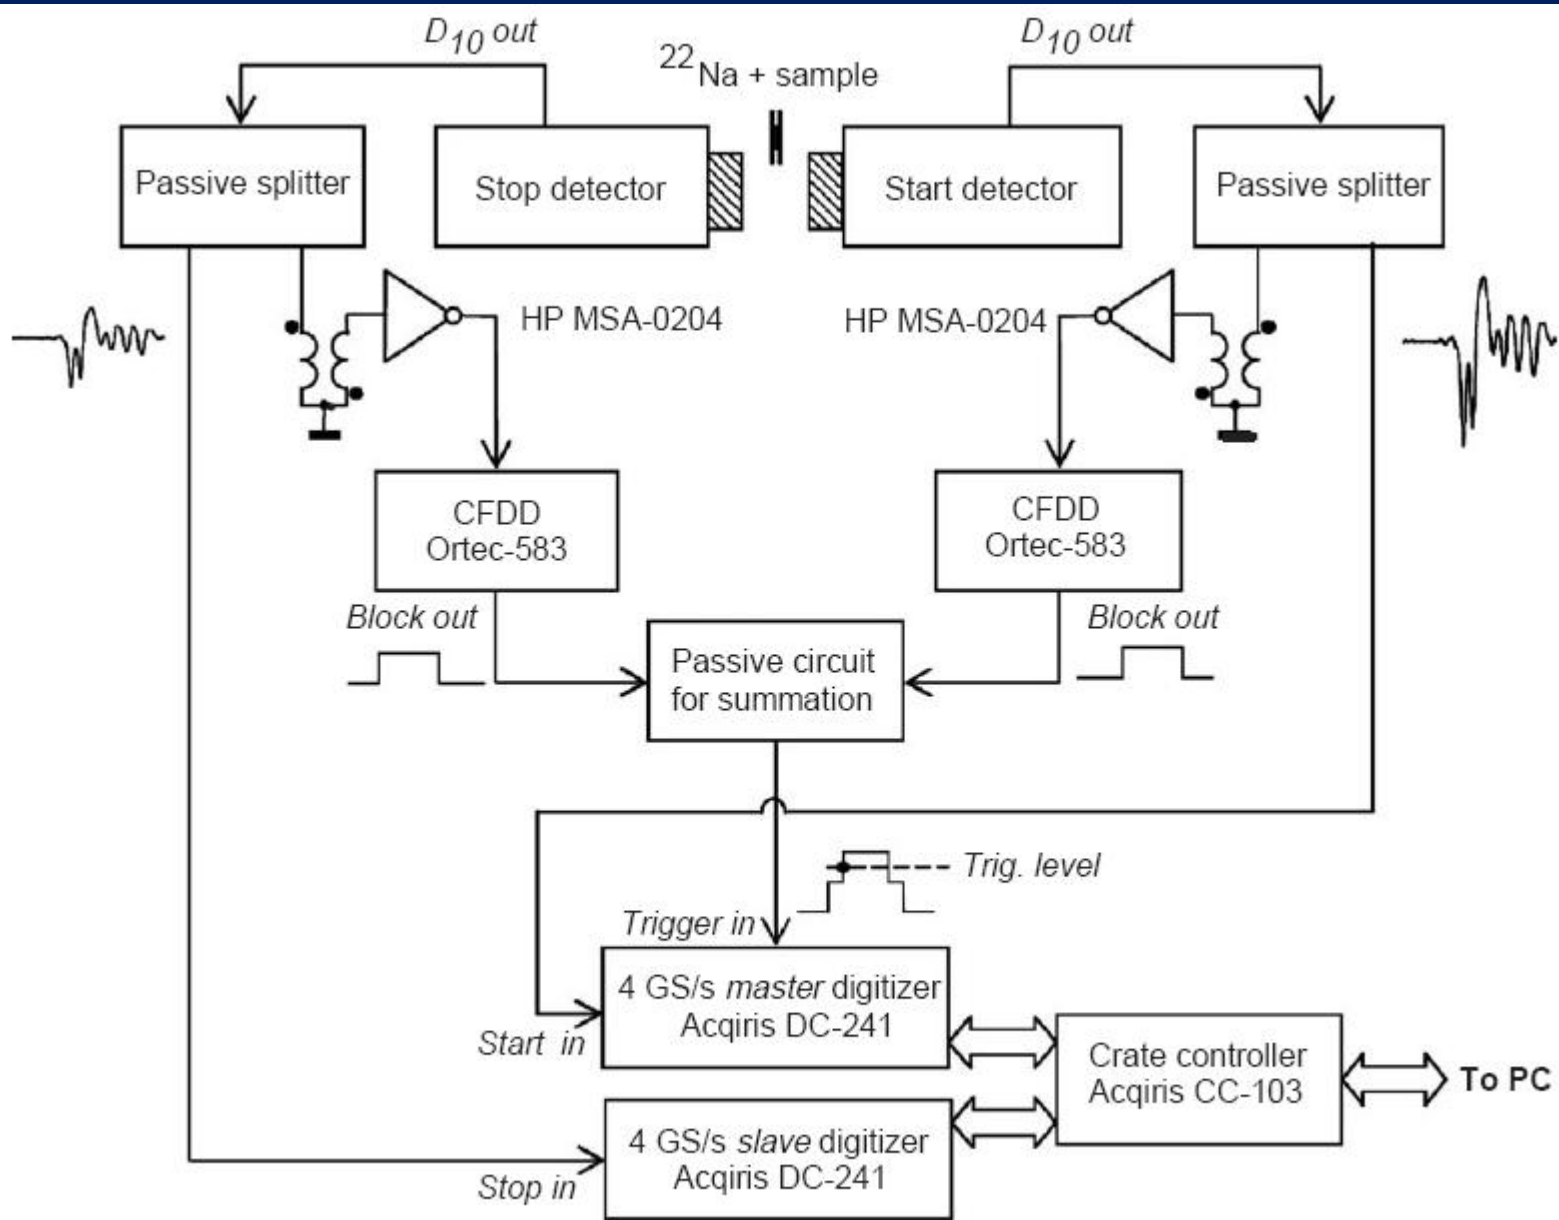 D10 out
D10 out
22Na + sample
Passive splitter
Stop detector
Start detector
Passive splitter
HP MSA-0204
HP MSA-0204
CFDD
Ortec-583
CFDD
Ortec-583
Block out
Block out
Passive circuit
for summation
Trig. level
Trigger in
4 GS/s master digitizer
Acqiris DC-241
Start in
Crate controller
Acqiris CC-103
To PC
4 GS/s slave digitizer
Acqiris DC-241
Stop in